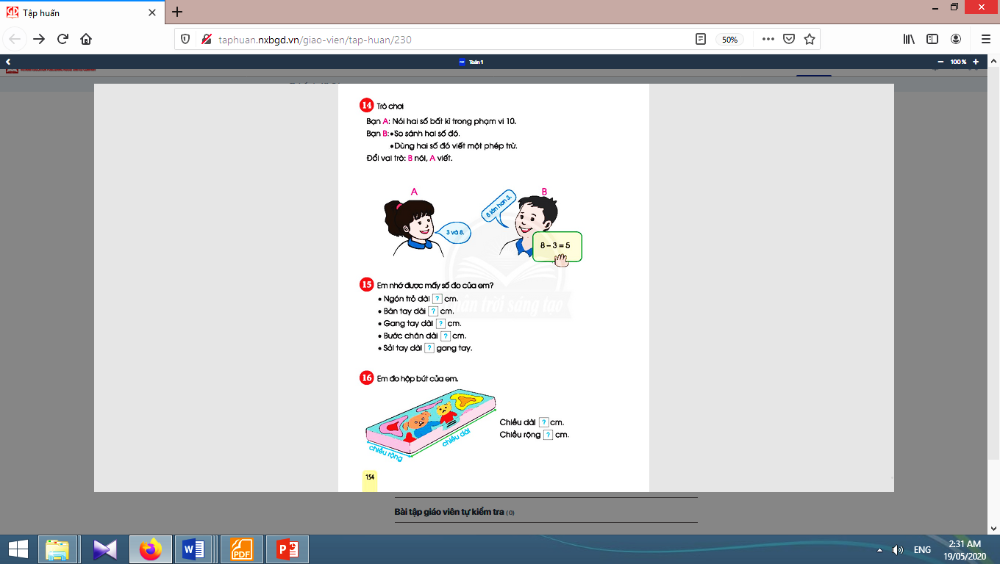 Tập huấn
taphuan.nxbgd.vn/giao-vien/tap-huan/230
50%
Toán 1
100 %
14 Trò chơi
Bạn A: Nói hai số bất kì trong phạm vi 10.
Bạn B: • So sánh hai số đó.
• Dùng hai số đó viết một phép trừ.
Đổi vai trò: B nói, A viết.
A
B
3 và 8.
8 lớn hơn 3.
8 – 3 = 5
15 Em nhớ được mấy số đo của em?
• Ngón trỏ dài ? cm.
• Bàn tay dài ? cm.
• Gang tay dài ? cm.
• Bước chân dài ? cm.
• Sải tay dài ? gang tay.
trời sáng tạo
16 Em đo hộp bút của em.
chiều rộng
chiều dài
Chiều dài ? cm.
Chiều rộng ? cm.
154
Bài tập giáo viên tự kiểm tra (0)
PDF
ENG
2:31 AM
19/05/2020